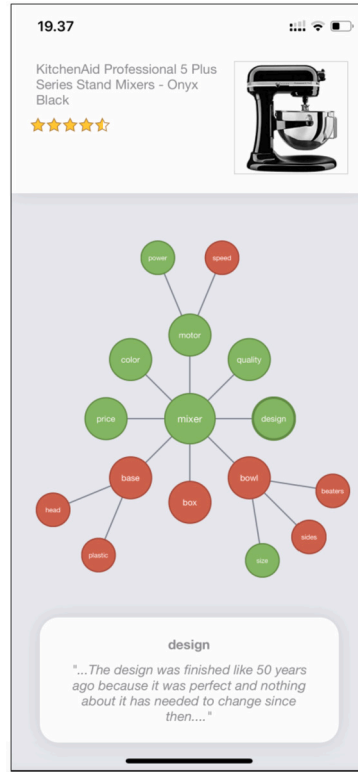 19.37
KitchenAid Professional 5 Plus
Series Stand Mixers - Onyx
Black
power
speed
motor
color
quality
price
mixer
design
base
bowl
box
head
beaters
plastic
sides
size
design
"...The design was finished like 50 years
ago because it was perfect and nothing
about it has needed to change since
then...."